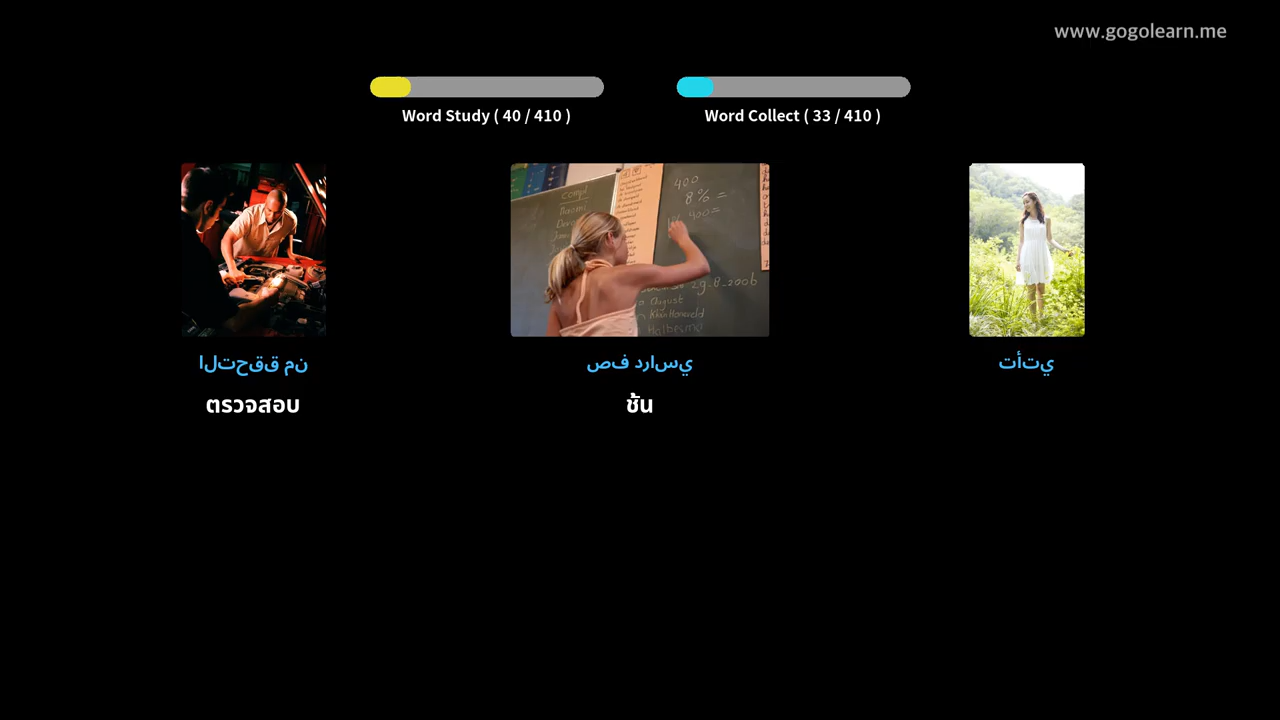 www.gogolearn.me
Word Study ( 40 / 410 )
Word Collect ( 33 / 410 )
التحقق من
صف دراسي
تأتي
ตรวจสอบ
ชั้น